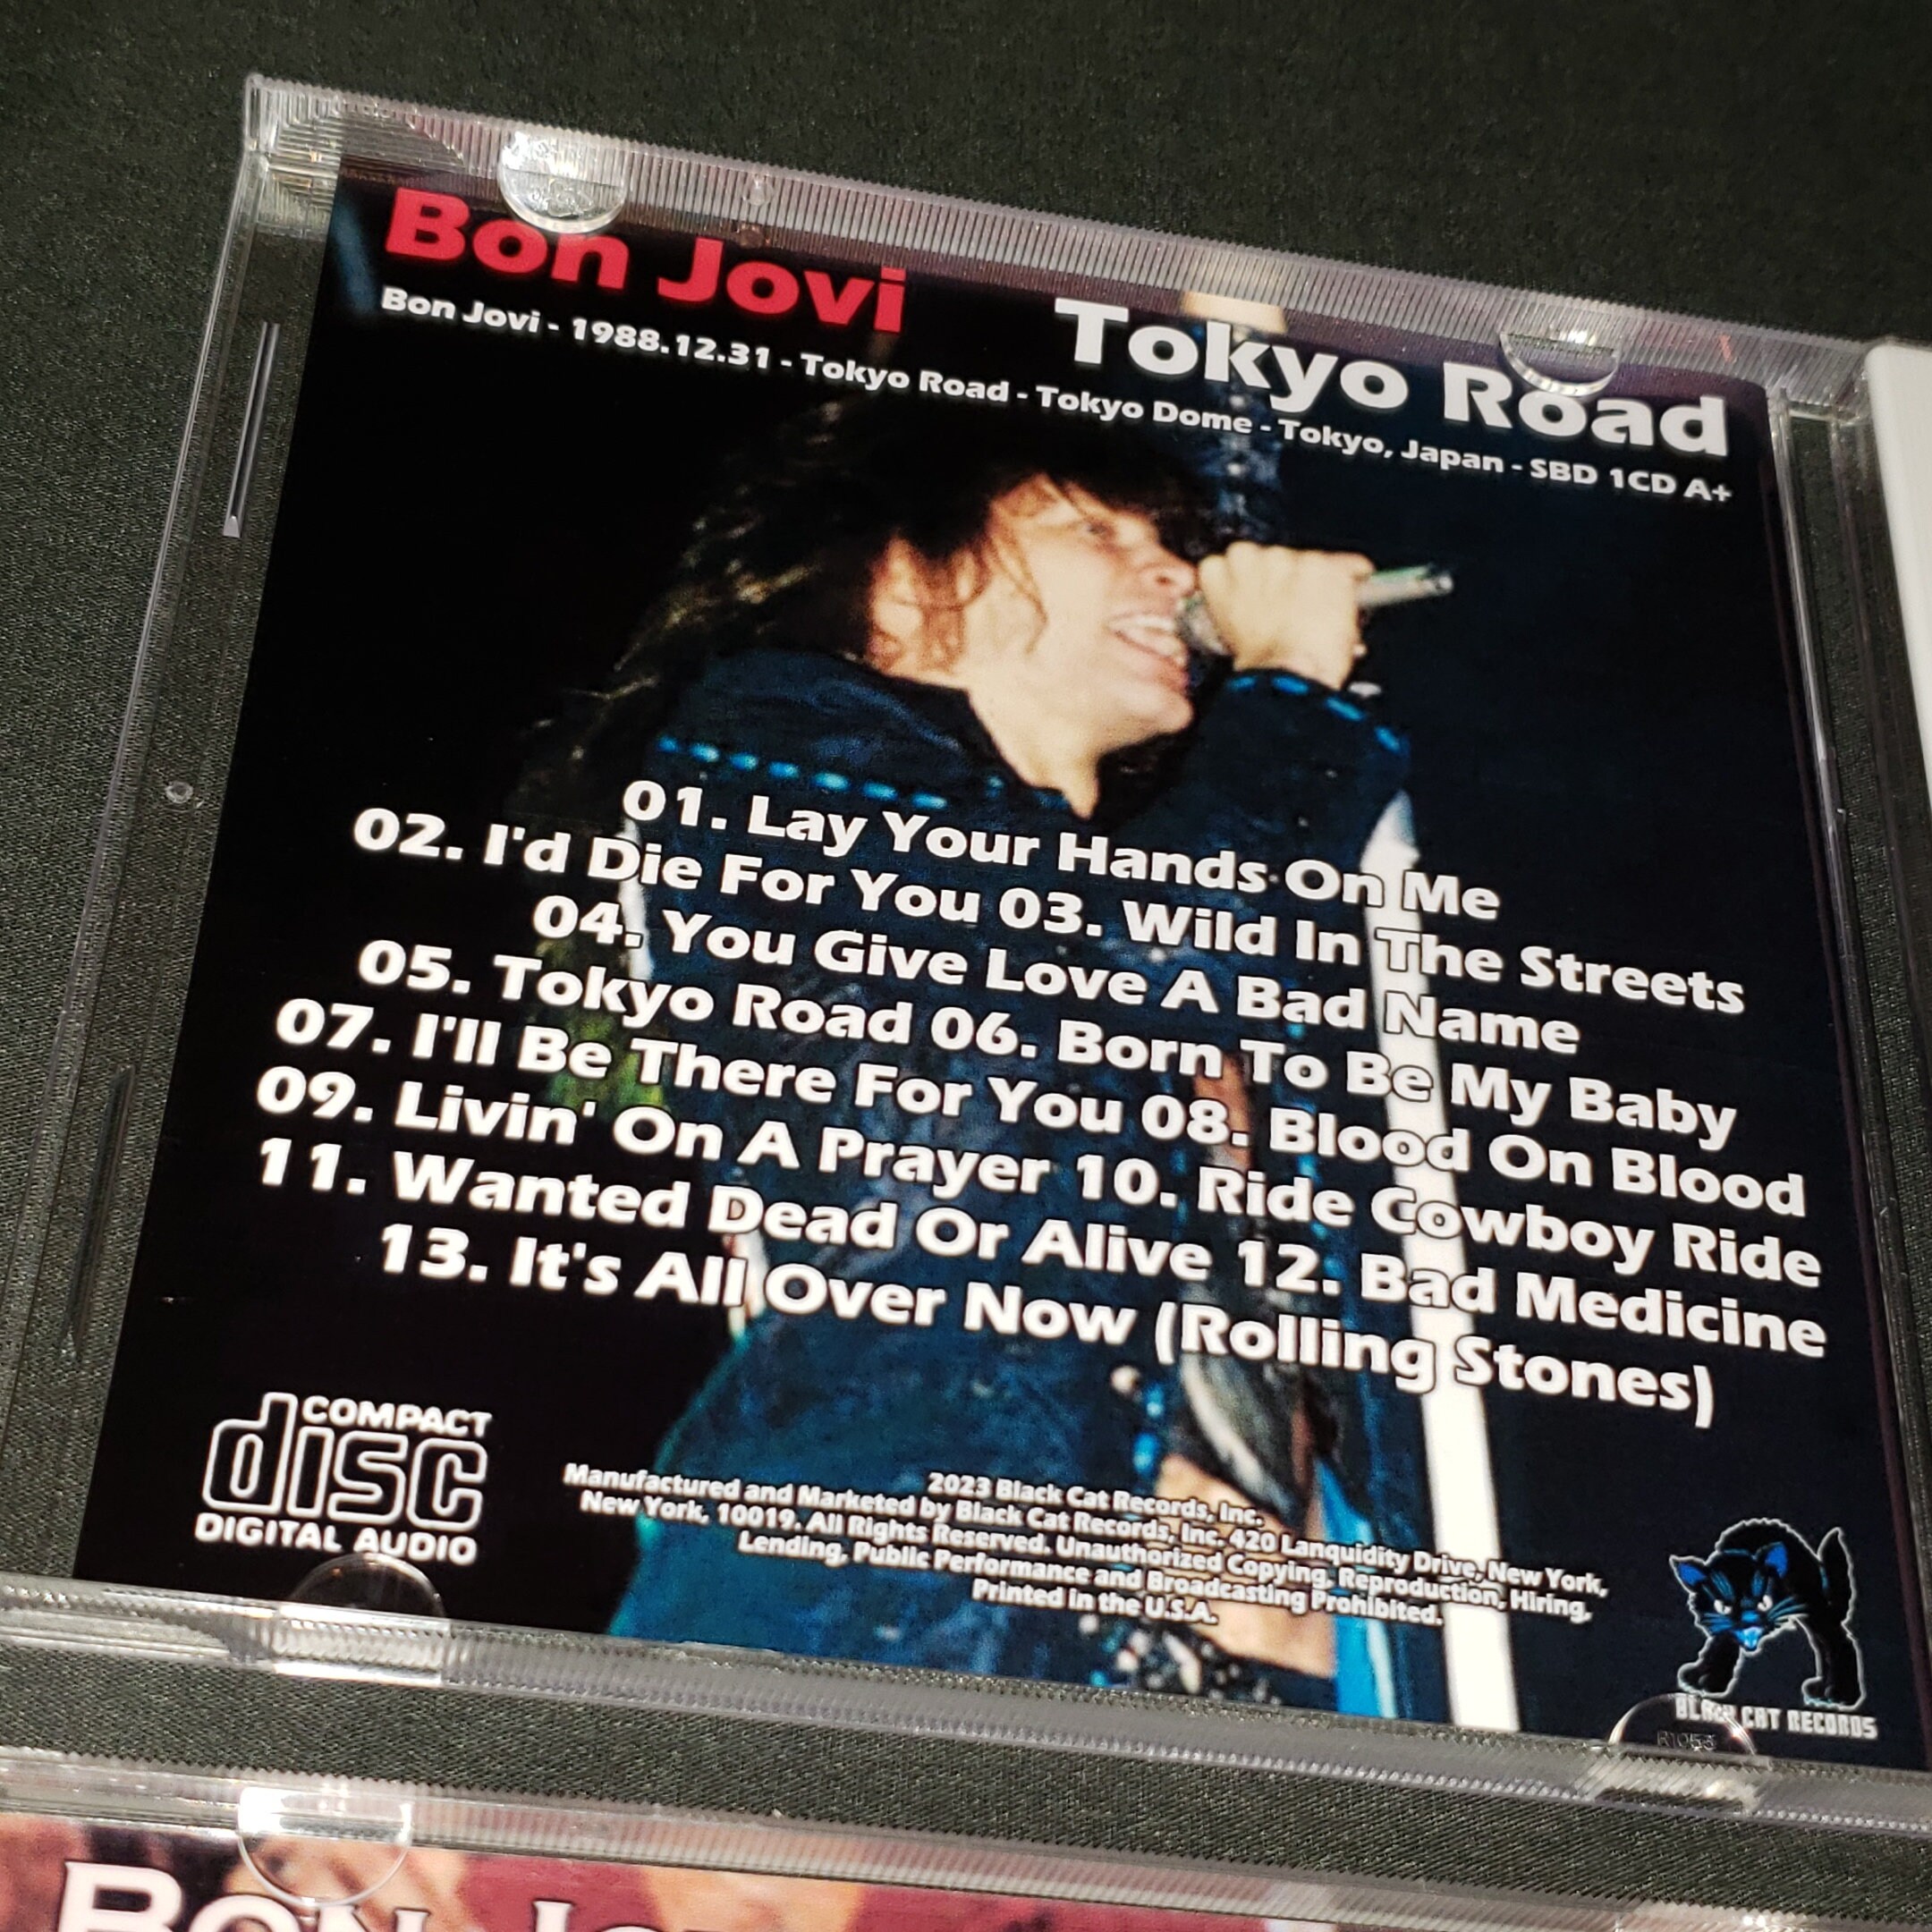 Bon Jovi
Tokyo Road
Bon Jovi - 1988.12.31 - Tokyo Road - Tokyo Dome - Tokyo, Japan - SBD 1CD A+
01. Lay Your Hands On Me
02. I'd Die For You 03. Wild In The Streets
04. You Give Love A Bad Name
05. Tokyo Road 06. Born To Be My Baby
07. I'll Be There For You 08. Blood On Blood
09. Livin' On A Prayer 10. Ride Cowboy Ride
11. Wanted Dead Or Alive 12. Bad Medicine
13. It's All Over Now (Rolling Stones)
COMPACT
disc
DIGITAL AUDIO
2023 Black Cat Records, Inc.
Manufactured and Marketed by Black Cat Records, Inc. 420 Lanquidity Drive, New York,
New York, 10019. All Rights Reserved. Unauthorized Copying, Reproduction, Hiring,
Lending, Public Performance and Broadcasting Prohibited.
Printed in the U.S.A.
BLACK CAT RECORDS
BON